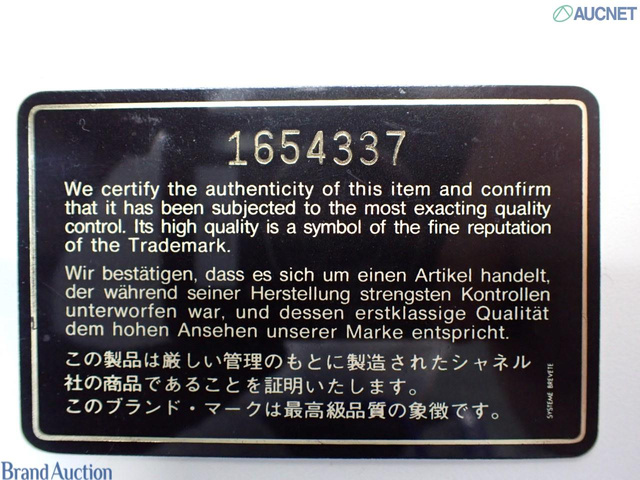 AUCNET
1654337
We certify the authenticity of this item and confirm
that it has been subjected to the most exacting quality
control. Its high quality is a symbol of the fine reputation
of the Trademark.
Wir bestätigen, dass es sich um einen Artikel handelt,
der während seiner Herstellung strengsten Kontrollen
unterworfen war, und dessen erstklassige Qualität
dem hohen Ansehen unserer Marke entspricht.
この製品は厳しい管理のもとに製造されたシャネル
社の商品であることを証明いたします。
このブランド・マークは最高級品質の象徴です。
SYSTEME BREVETE
Brand Auction